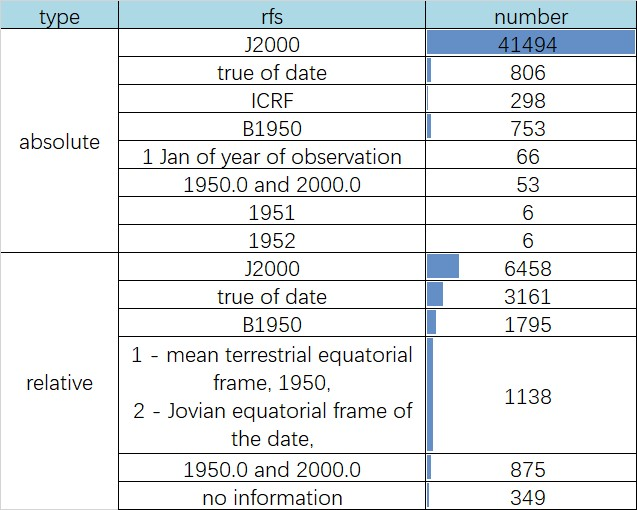 type rfs number
absolute
J2000 41494
true of date 806
ICRF 298
B1950 753
1 Jan of year of observation 66
1950.0 and 2000.0 53
1951 6
1952 6
relative
J2000 6458
true of date 3161
B1950 1795
1 - mean terrestrial equatorial
frame, 1950,
2 - Jovian equatorial frame of
the date,
1138
1950.0 and 2000.0 875
no information 349